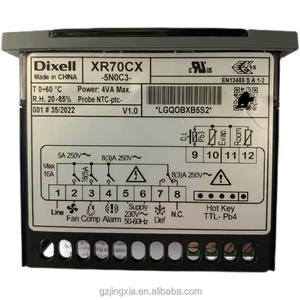 Dixell
XR70CX
Made in CHINA
-5N0C3-
EN13485 S A 1-2
T 0÷60 °C
Power: 4VA Max.
R.H. 20-85%
Probe NTC-ptc-
001 # 35/2022
V1.0
"LGQOBXB5S2"
D.I.
Pb3
Evap
Room
5A 250V~
8(3)A 250V~
8(3)A 250V~
Max
16A
9 10 11 12
1 2 3 4 5 6 7 8
Line
Fan Comp Alarm
Supply
230V~
50-60Hz
Def
N.C.
Hot Key
TTL- Pb4
gzjingxia.en.alibaba.com